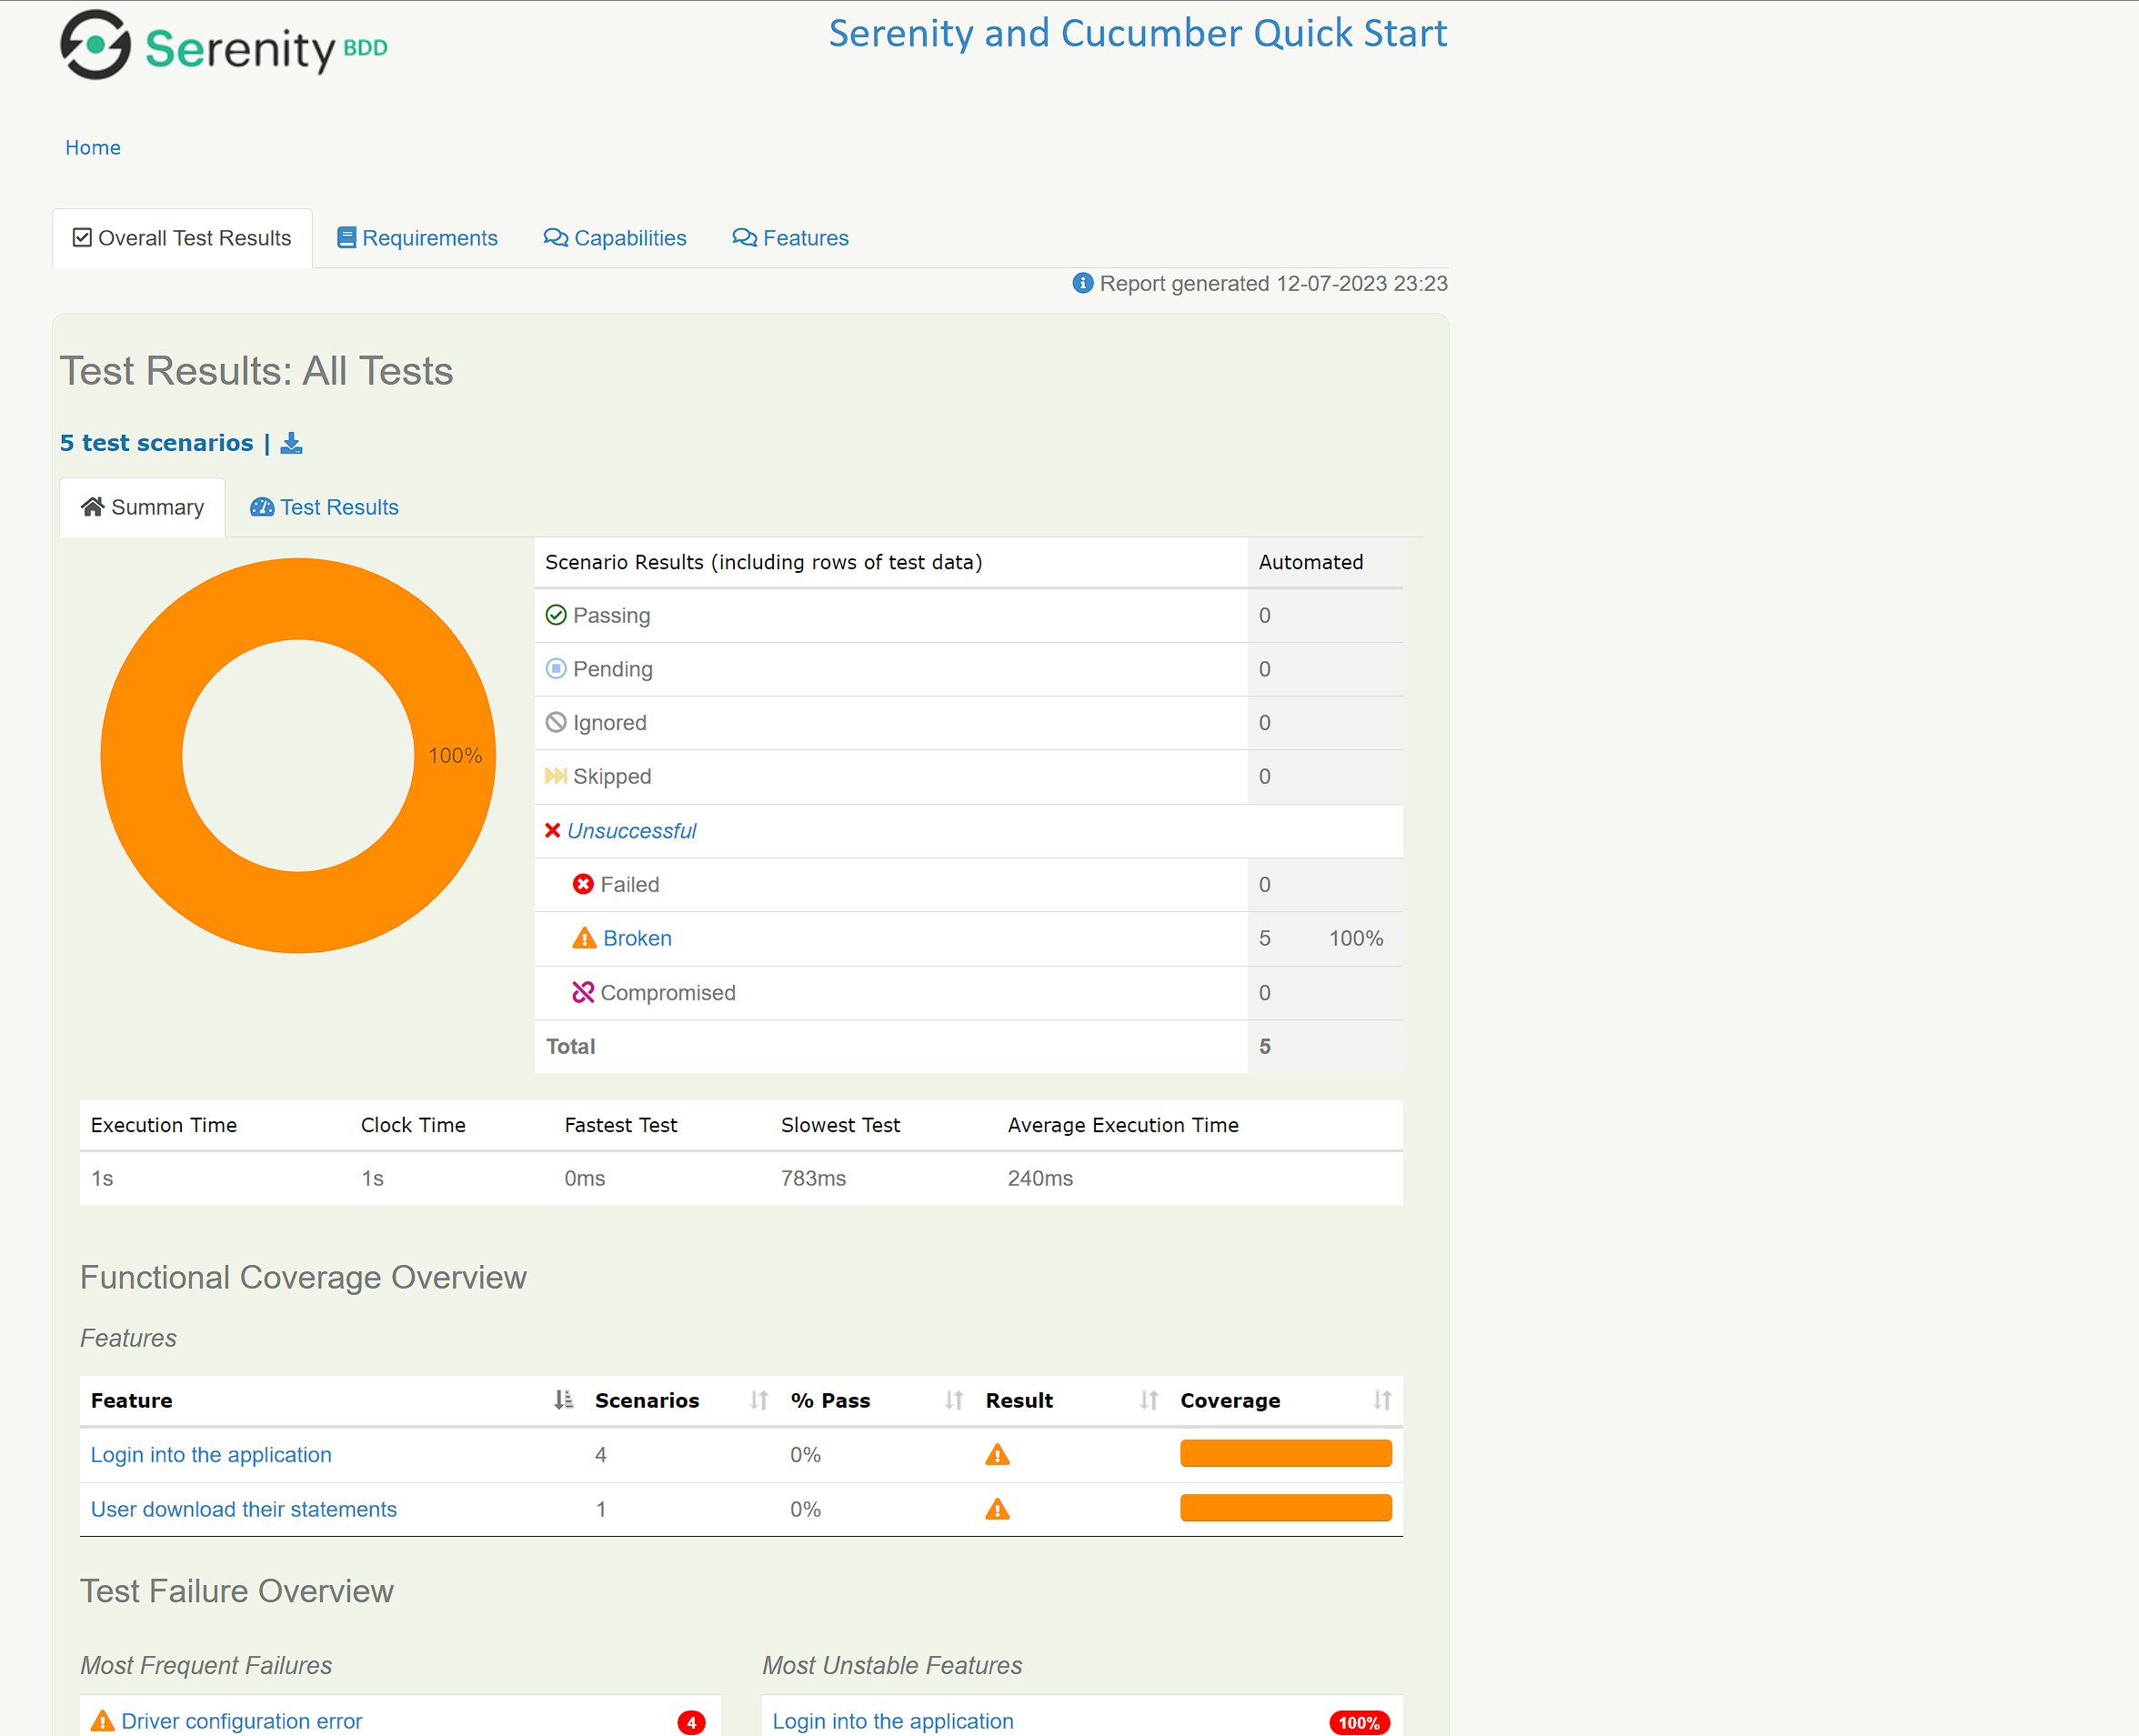 Serenity BDD
Serenity and Cucumber Quick Start
Home
Overall Test Results Requirements Capabilities Features
Report generated 12-07-2023 23:23
Test Results: All Tests
5 test scenarios |
Summary Test Results
100%
Scenario Results (including rows of test data) Automated
Passing 0
Pending 0
Ignored 0
Skipped 0
Unsuccessful
Failed 0
Broken 5 100%
Compromised 0
Total 5
Execution Time Clock Time Fastest Test Slowest Test Average Execution Time
1s 1s 0ms 783ms 240ms
Functional Coverage Overview
Features
Feature Scenarios % Pass Result Coverage
Login into the application 4 0%
User download their statements 1 0%
Test Failure Overview
Most Frequent Failures Most Unstable Features
Driver configuration error 4 Login into the application 100%